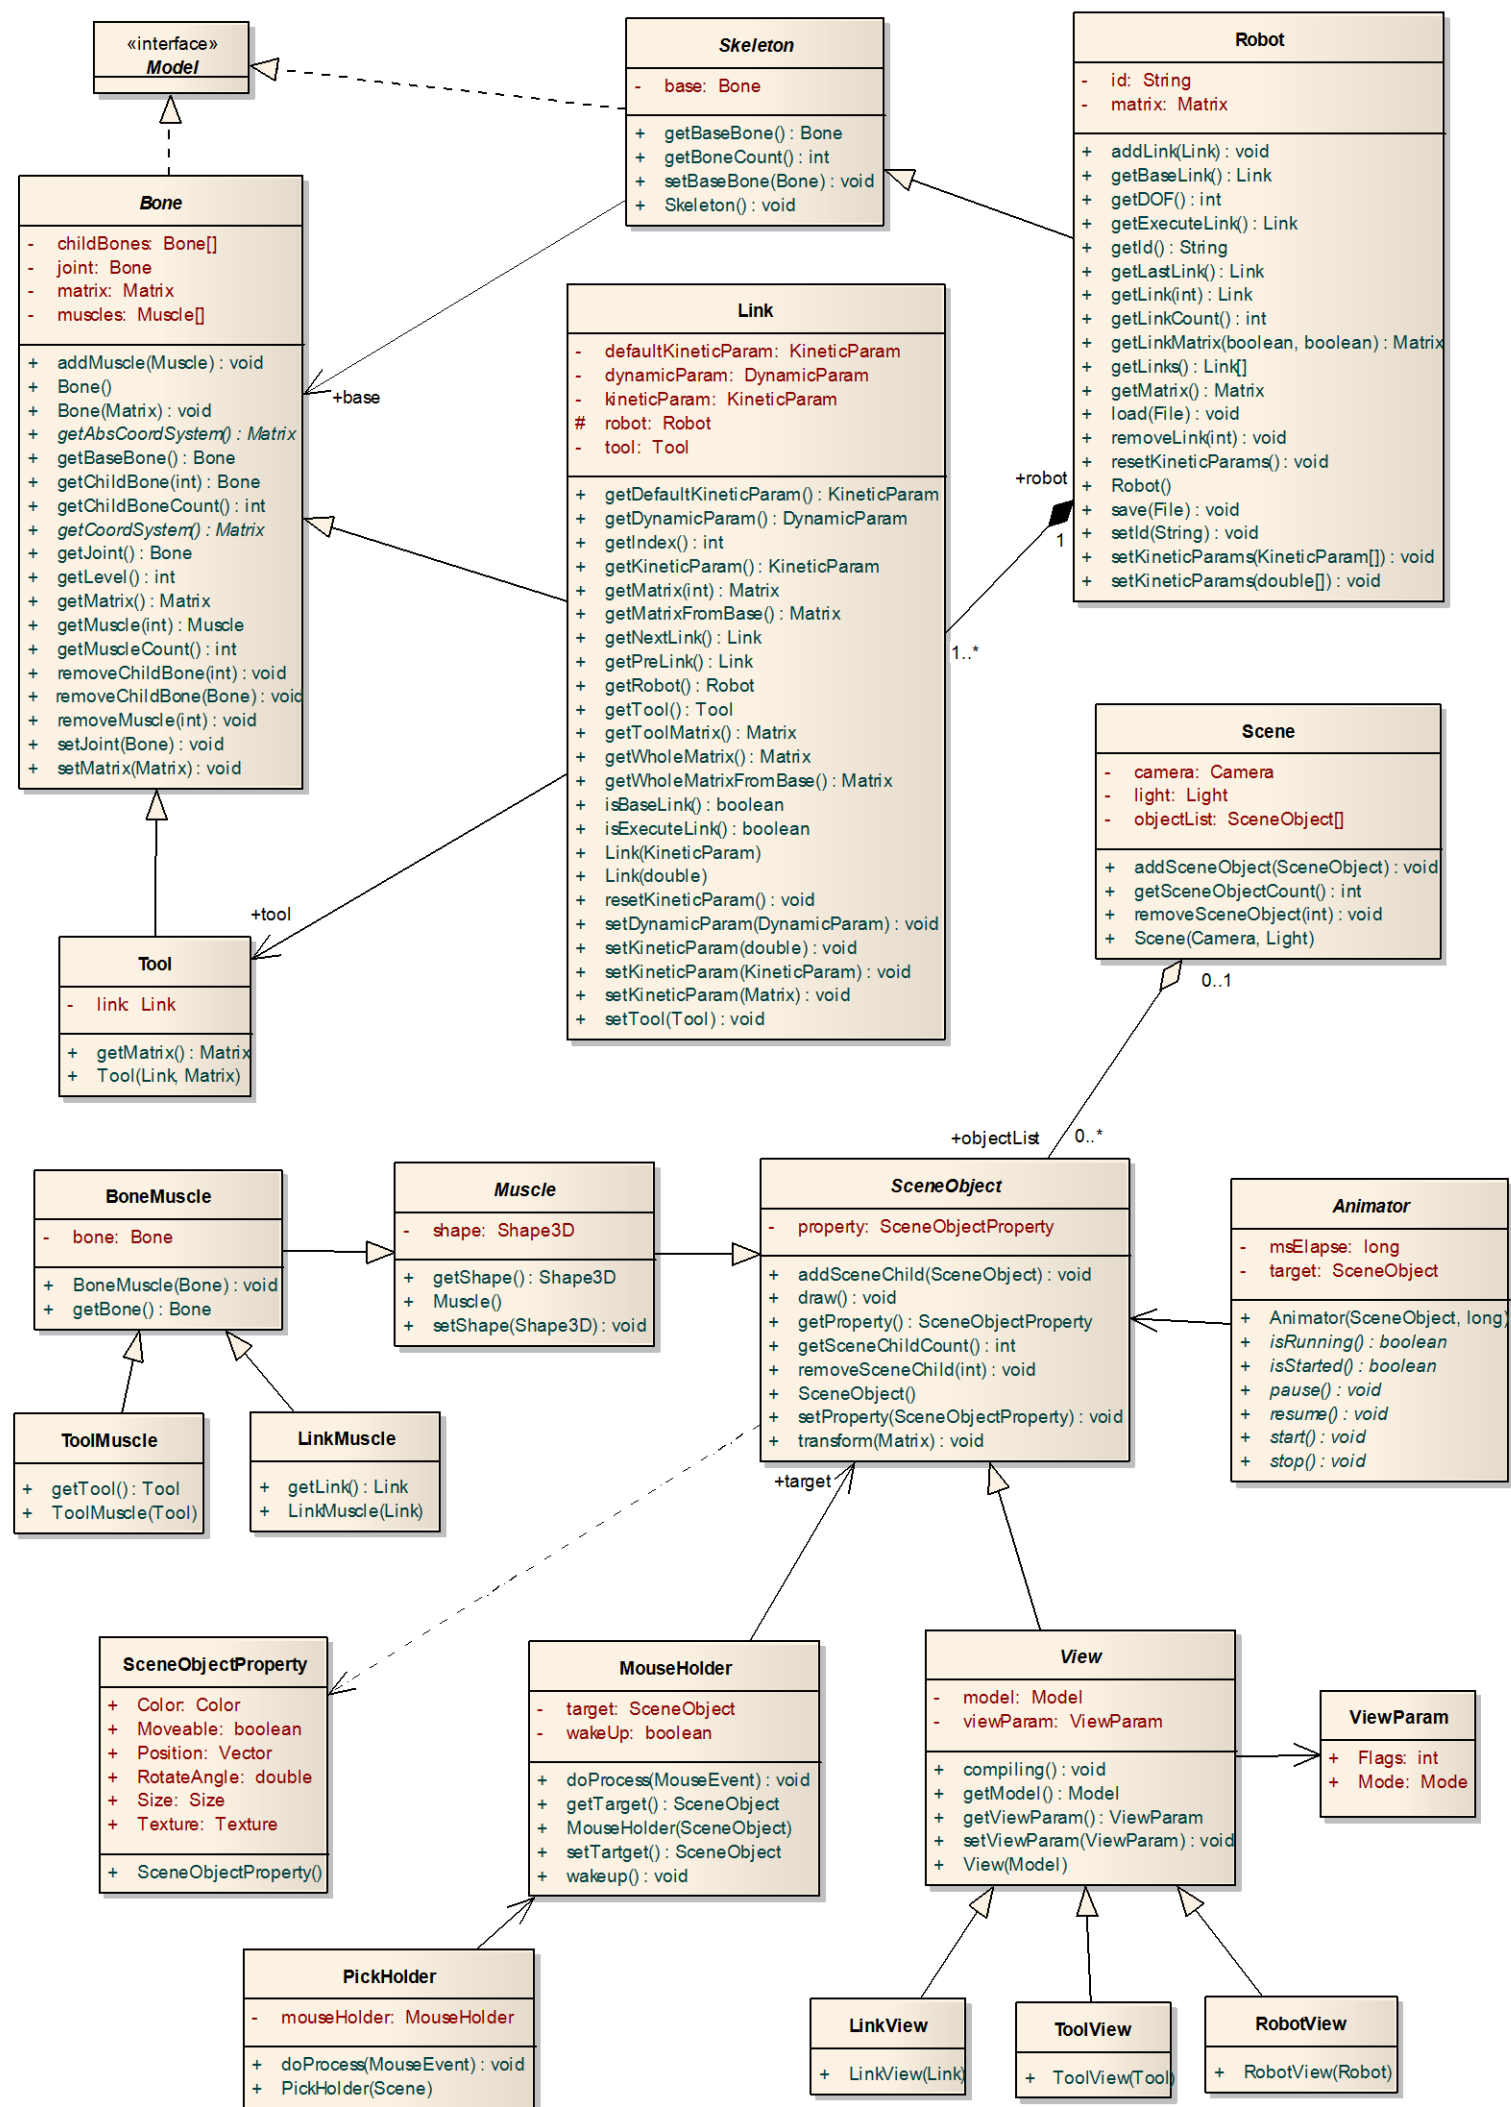 «interface»
Model
Skeleton
- base: Bone
+ getBaseBone() : Bone
+ getBoneCount() : int
+ setBaseBone(Bone) : void
+ Skeleton() : void
Robot
- id: String
- matrix: Matrix
+ addLink(Link) : void
+ getBaseLink() : Link
+ getDOF() : int
+ getExecuteLink() : Link
+ getId() : String
+ getLastLink() : Link
+ getLink(int) : Link
+ getLinkCount() : int
+ getLinkMatrix(boolean, boolean) : Matrix
+ getLinks() : Link[]
+ getMatrix() : Matrix
+ load(File) : void
+ removeLink(int) : void
+ resetKineticParams() : void
+ Robot()
+ save(File) : void
+ setId(String) : void
+ setKineticParams(KineticParam[]) : void
+ setKineticParams(double[]) : void
Bone
- childBones: Bone[]
- joint: Bone
- matrix: Matrix
- muscles: Muscle[]
+ addMuscle(Muscle) : void
+ Bone()
+ Bone(Matrix) : void
+ getAbsCoordSystem() : Matrix
+ getBaseBone() : Bone
+ getChildBone(int) : Bone
+ getChildBoneCount() : int
+ getCoordSystem() : Matrix
+ getJoint() : Bone
+ getLevel() : int
+ getMatrix() : Matrix
+ getMuscle(int) : Muscle
+ getMuscleCount() : int
+ removeChildBone(int) : void
+ removeChildBone(Bone) : void
+ removeMuscle(int) : void
+ setJoint(Bone) : void
+ setMatrix(Matrix) : void
+base
Link
- defaultKineticParam: KineticParam
- dynamicParam: DynamicParam
- kineticParam: KineticParam
# robot: Robot
- tool: Tool
+ getDefaultKineticParam() : KineticParam
+ getDynamicParam() : DynamicParam
+ getIndex() : int
+ getKineticParam() : KineticParam
+ getMatrix(int) : Matrix
+ getMatrixFromBase() : Matrix
+ getNextLink() : Link
+ getPreLink() : Link
+ getRobot() : Robot
+ getTool() : Tool
+ getToolMatrix() : Matrix
+ getWholeMatrix() : Matrix
+ getWholeMatrixFromBase() : Matrix
+ isBaseLink() : boolean
+ isExecuteLink() : boolean
+ Link(KineticParam)
+ Link(double)
+ resetKineticParam() : void
+ setDynamicParam(DynamicParam) : void
+ setKineticParam(double) : void
+ setKineticParam(KineticParam) : void
+ setKineticParam(Matrix) : void
+ setTool(Tool) : void
+robot
1
1..*
Scene
- camera: Camera
- light: Light
- objectList: SceneObject[]
+ addSceneObject(SceneObject) : void
+ getSceneObjectCount() : int
+ removeSceneObject(int) : void
+ Scene(Camera, Light)
0..1
+objectList
0..*
+tool
Tool
- link: Link
+ getMatrix() : Matrix
+ Tool(Link, Matrix)
BoneMuscle
- bone: Bone
+ BoneMuscle(Bone) : void
+ getBone() : Bone
Muscle
- shape: Shape3D
+ getShape() : Shape3D
+ Muscle()
+ setShape(Shape3D) : void
SceneObject
- property: SceneObjectProperty
+ addSceneChild(SceneObject) : void
+ draw() : void
+ getProperty() : SceneObjectProperty
+ getSceneChildCount() : int
+ removeSceneChild(int) : void
+ SceneObject()
+ setProperty(SceneObjectProperty) : void
+ transform(Matrix) : void
Animator
- msElapse: long
- target: SceneObject
+ Animator(SceneObject, long)
+ isRunning() : boolean
+ isStarted() : boolean
+ pause() : void
+ resume() : void
+ start() : void
+ stop() : void
ToolMuscle
+ getTool() : Tool
+ ToolMuscle(Tool)
LinkMuscle
+ getLink() : Link
+ LinkMuscle(Link)
+target
SceneObjectProperty
+ Color: Color
+ Moveable: boolean
+ Position: Vector
+ RotateAngle: double
+ Size: Size
+ Texture: Texture
+ SceneObjectProperty()
MouseHolder
- target: SceneObject
- wakeUp: boolean
+ doProcess(MouseEvent) : void
+ getTarget() : SceneObject
+ MouseHolder(SceneObject)
+ setTartget() : SceneObject
+ wakeup() : void
View
- model: Model
- viewParam: ViewParam
+ compiling() : void
+ getModel() : Model
+ getViewParam() : ViewParam
+ setViewParam(ViewParam) : void
+ View(Model)
ViewParam
+ Flags: int
+ Mode: Mode
PickHolder
- mouseHolder: MouseHolder
+ doProcess(MouseEvent) : void
+ PickHolder(Scene)
LinkView
+ LinkView(Link)
ToolView
+ ToolView(Tool)
RobotView
+ RobotView(Robot)